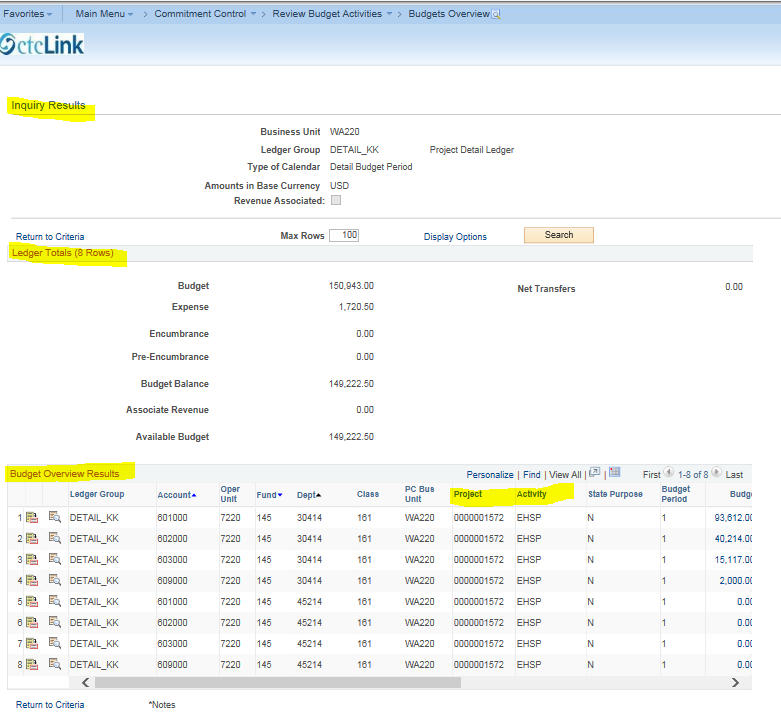 Favorites Main Menu > Commitment Control > Review Budget Activities > Budgets Overview
ctcLink
Inquiry Results
Business Unit WA220
Ledger Group DETAIL_KK Project Detail Ledger
Type of Calendar Detail Budget Period
Amounts in Base Currency USD
Revenue Associated:
Return to Criteria Max Rows 100 Display Options Search
Ledger Totals (8 Rows)
Budget 150,943.00 Net Transfers 0.00
Expense 1,720.50
Encumbrance 0.00
Pre-Encumbrance 0.00
Budget Balance 149,222.50
Associate Revenue 0.00
Available Budget 149,222.50
Budget Overview Results Personalize | Find | View All | | First 1-8 of 8 Last
Ledger Group Account Oper Unit Fund Dept Class PC Bus Unit Project Activity State Purpose Budget Period Budg
1 DETAIL_KK 601000 7220 145 30414 161 WA220 0000001572 EHSP N 1 93,612.00
2 DETAIL_KK 602000 7220 145 30414 161 WA220 0000001572 EHSP N 1 40,214.00
3 DETAIL_KK 603000 7220 145 30414 161 WA220 0000001572 EHSP N 1 15,117.00
4 DETAIL_KK 609000 7220 145 30414 161 WA220 0000001572 EHSP N 1 2,000.00
5 DETAIL_KK 601000 7220 145 45214 161 WA220 0000001572 EHSP N 1 0.00
6 DETAIL_KK 602000 7220 145 45214 161 WA220 0000001572 EHSP N 1 0.00
7 DETAIL_KK 603000 7220 145 45214 161 WA220 0000001572 EHSP N 1 0.00
8 DETAIL_KK 609000 7220 145 45214 161 WA220 0000001572 EHSP N 1 0.00
Return to Criteria *Notes